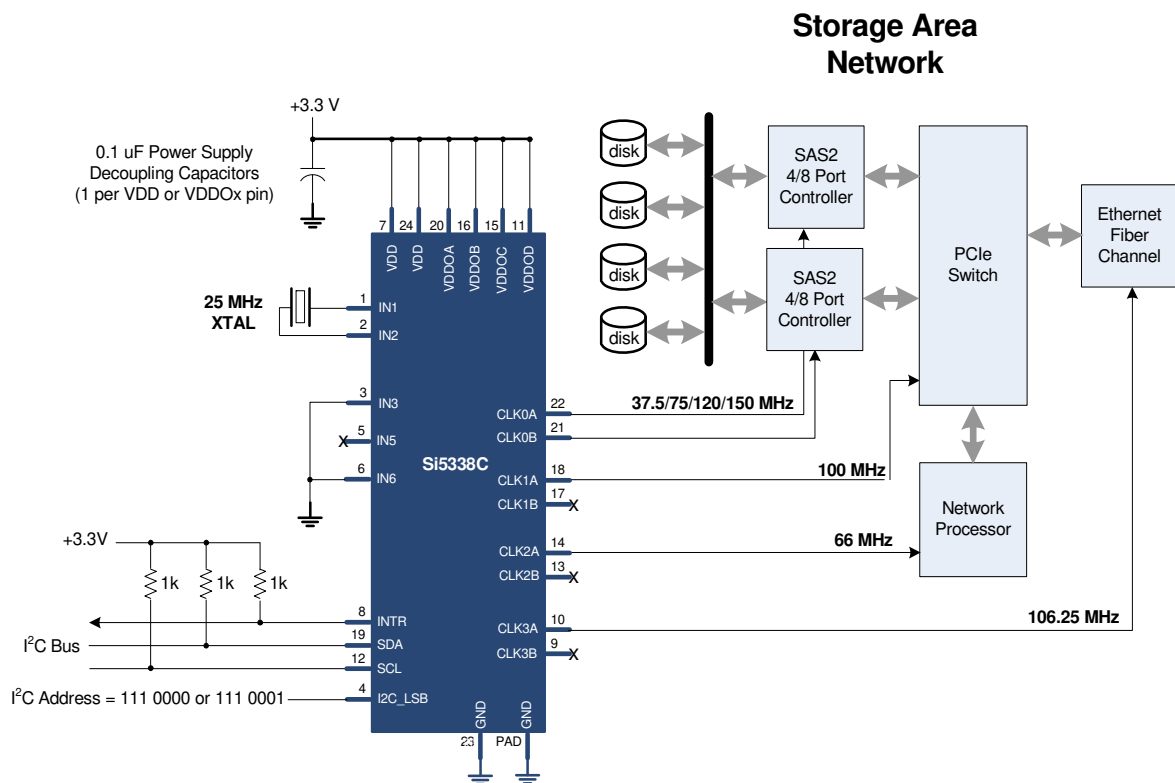 Storage Area
Network
+3.3 V
0.1 uF Power Supply
Decoupling Capacitors
(1 per VDD or VDDOx pin)
7
24
20
16
15
11
VDD
VDD
VDDOA
VDDOB
VDDOC
VDDOD
25 MHz
XTAL
1
IN1
2
IN2
3
IN3
5
X
IN5
6
IN6
Si5338C
22
CLK0A
37.5/75/120/150 MHz
21
CLK0B
18
CLK1A
100 MHz
17
CLK1B
X
14
CLK2A
66 MHz
13
CLK2B
X
10
CLK3A
106.25 MHz
9
CLK3B
X
+3.3V
1k
1k
1k
8
INTR
I²C Bus
19
SDA
12
SCL
I²C Address = 111 0000 or 111 0001
4
I2C_LSB
GND
GND
23
PAD
disk
disk
disk
disk
SAS2
4/8 Port
Controller
SAS2
4/8 Port
Controller
PCIe
Switch
Ethernet
Fiber
Channel
Network
Processor